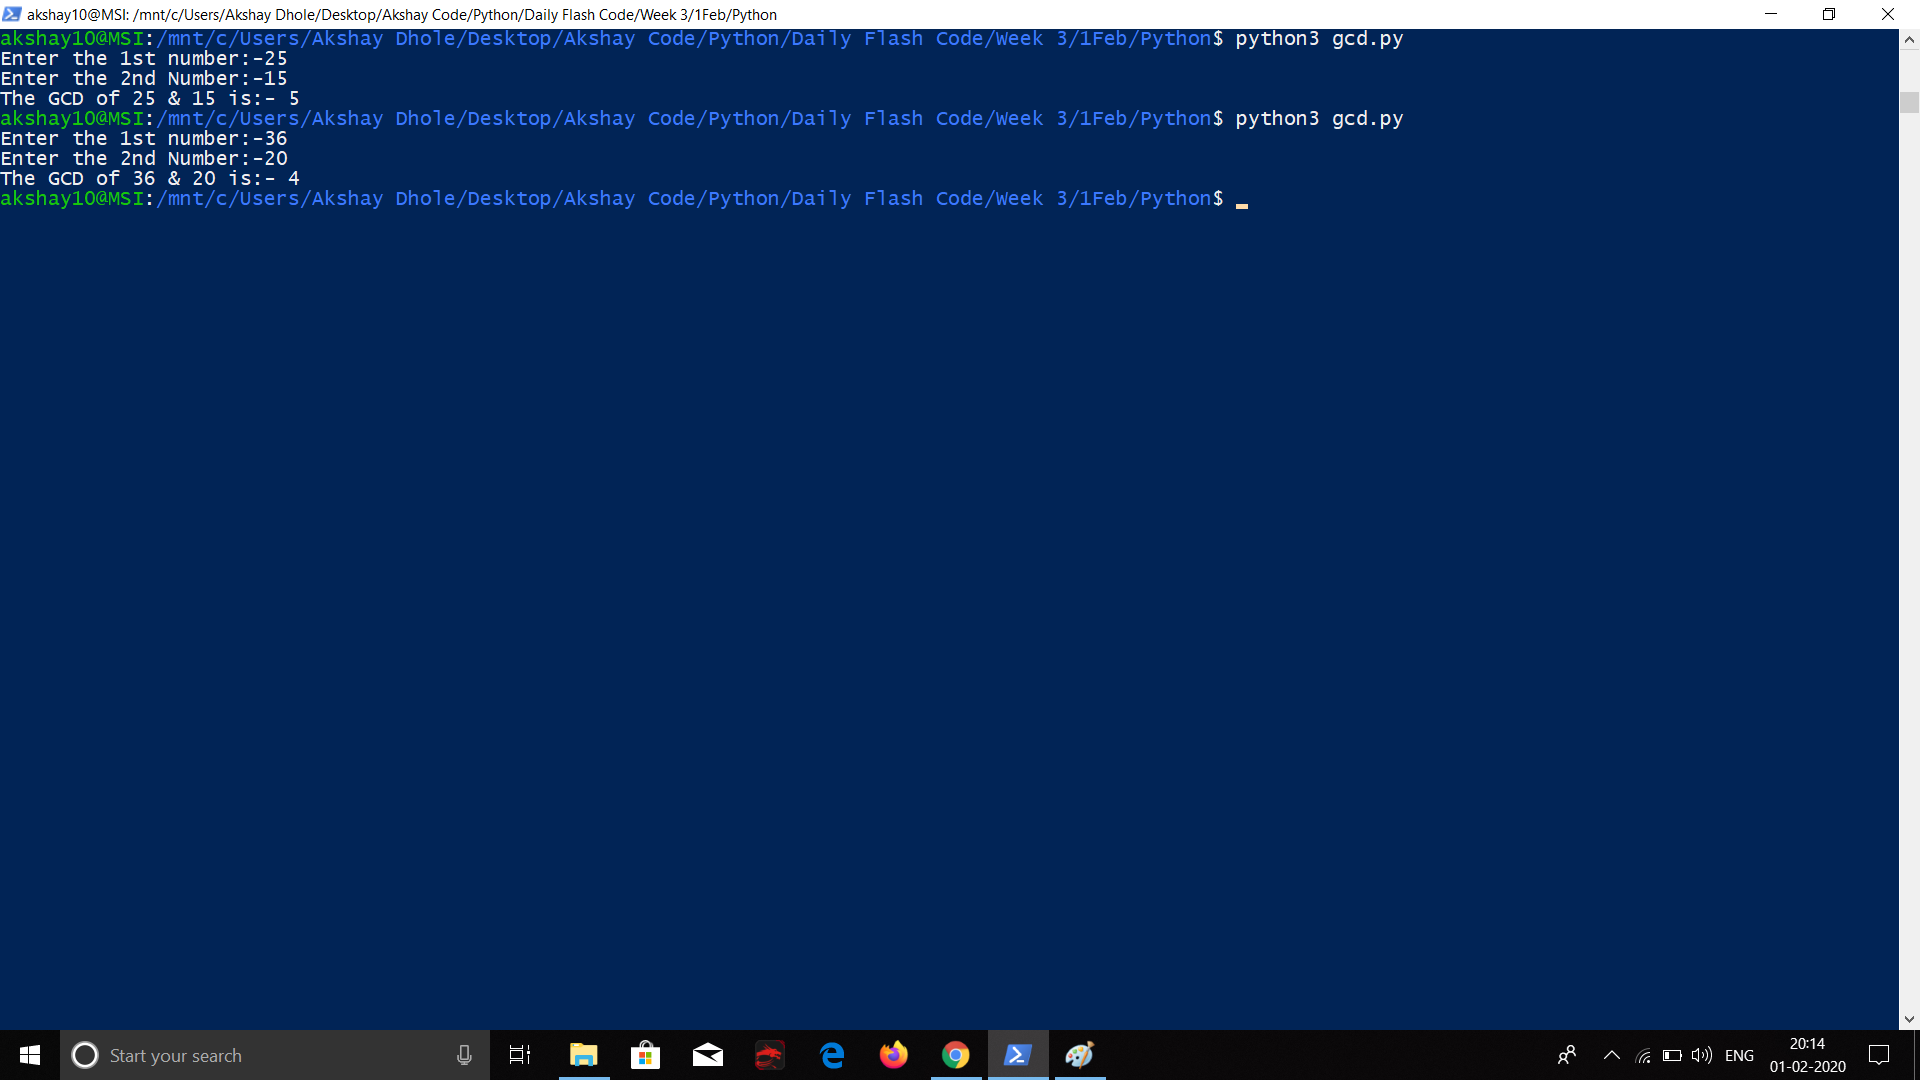 akshay10@MSI: /mnt/c/Users/Akshay Dhole/Desktop/Akshay Code/Python/Daily Flash Code/Week 3/1Feb/Python
akshay10@MSI:/mnt/c/Users/Akshay Dhole/Desktop/Akshay Code/Python/Daily Flash Code/Week 3/1Feb/Python$ python3 gcd.py
Enter the 1st number:-25
Enter the 2nd Number:-15
The GCD of 25 & 15 is:- 5
akshay10@MSI:/mnt/c/Users/Akshay Dhole/Desktop/Akshay Code/Python/Daily Flash Code/Week 3/1Feb/Python$ python3 gcd.py
Enter the 1st number:-36
Enter the 2nd Number:-20
The GCD of 36 & 20 is:- 4
akshay10@MSI:/mnt/c/Users/Akshay Dhole/Desktop/Akshay Code/Python/Daily Flash Code/Week 3/1Feb/Python$
Start your search
ENG
20:14
01-02-2020